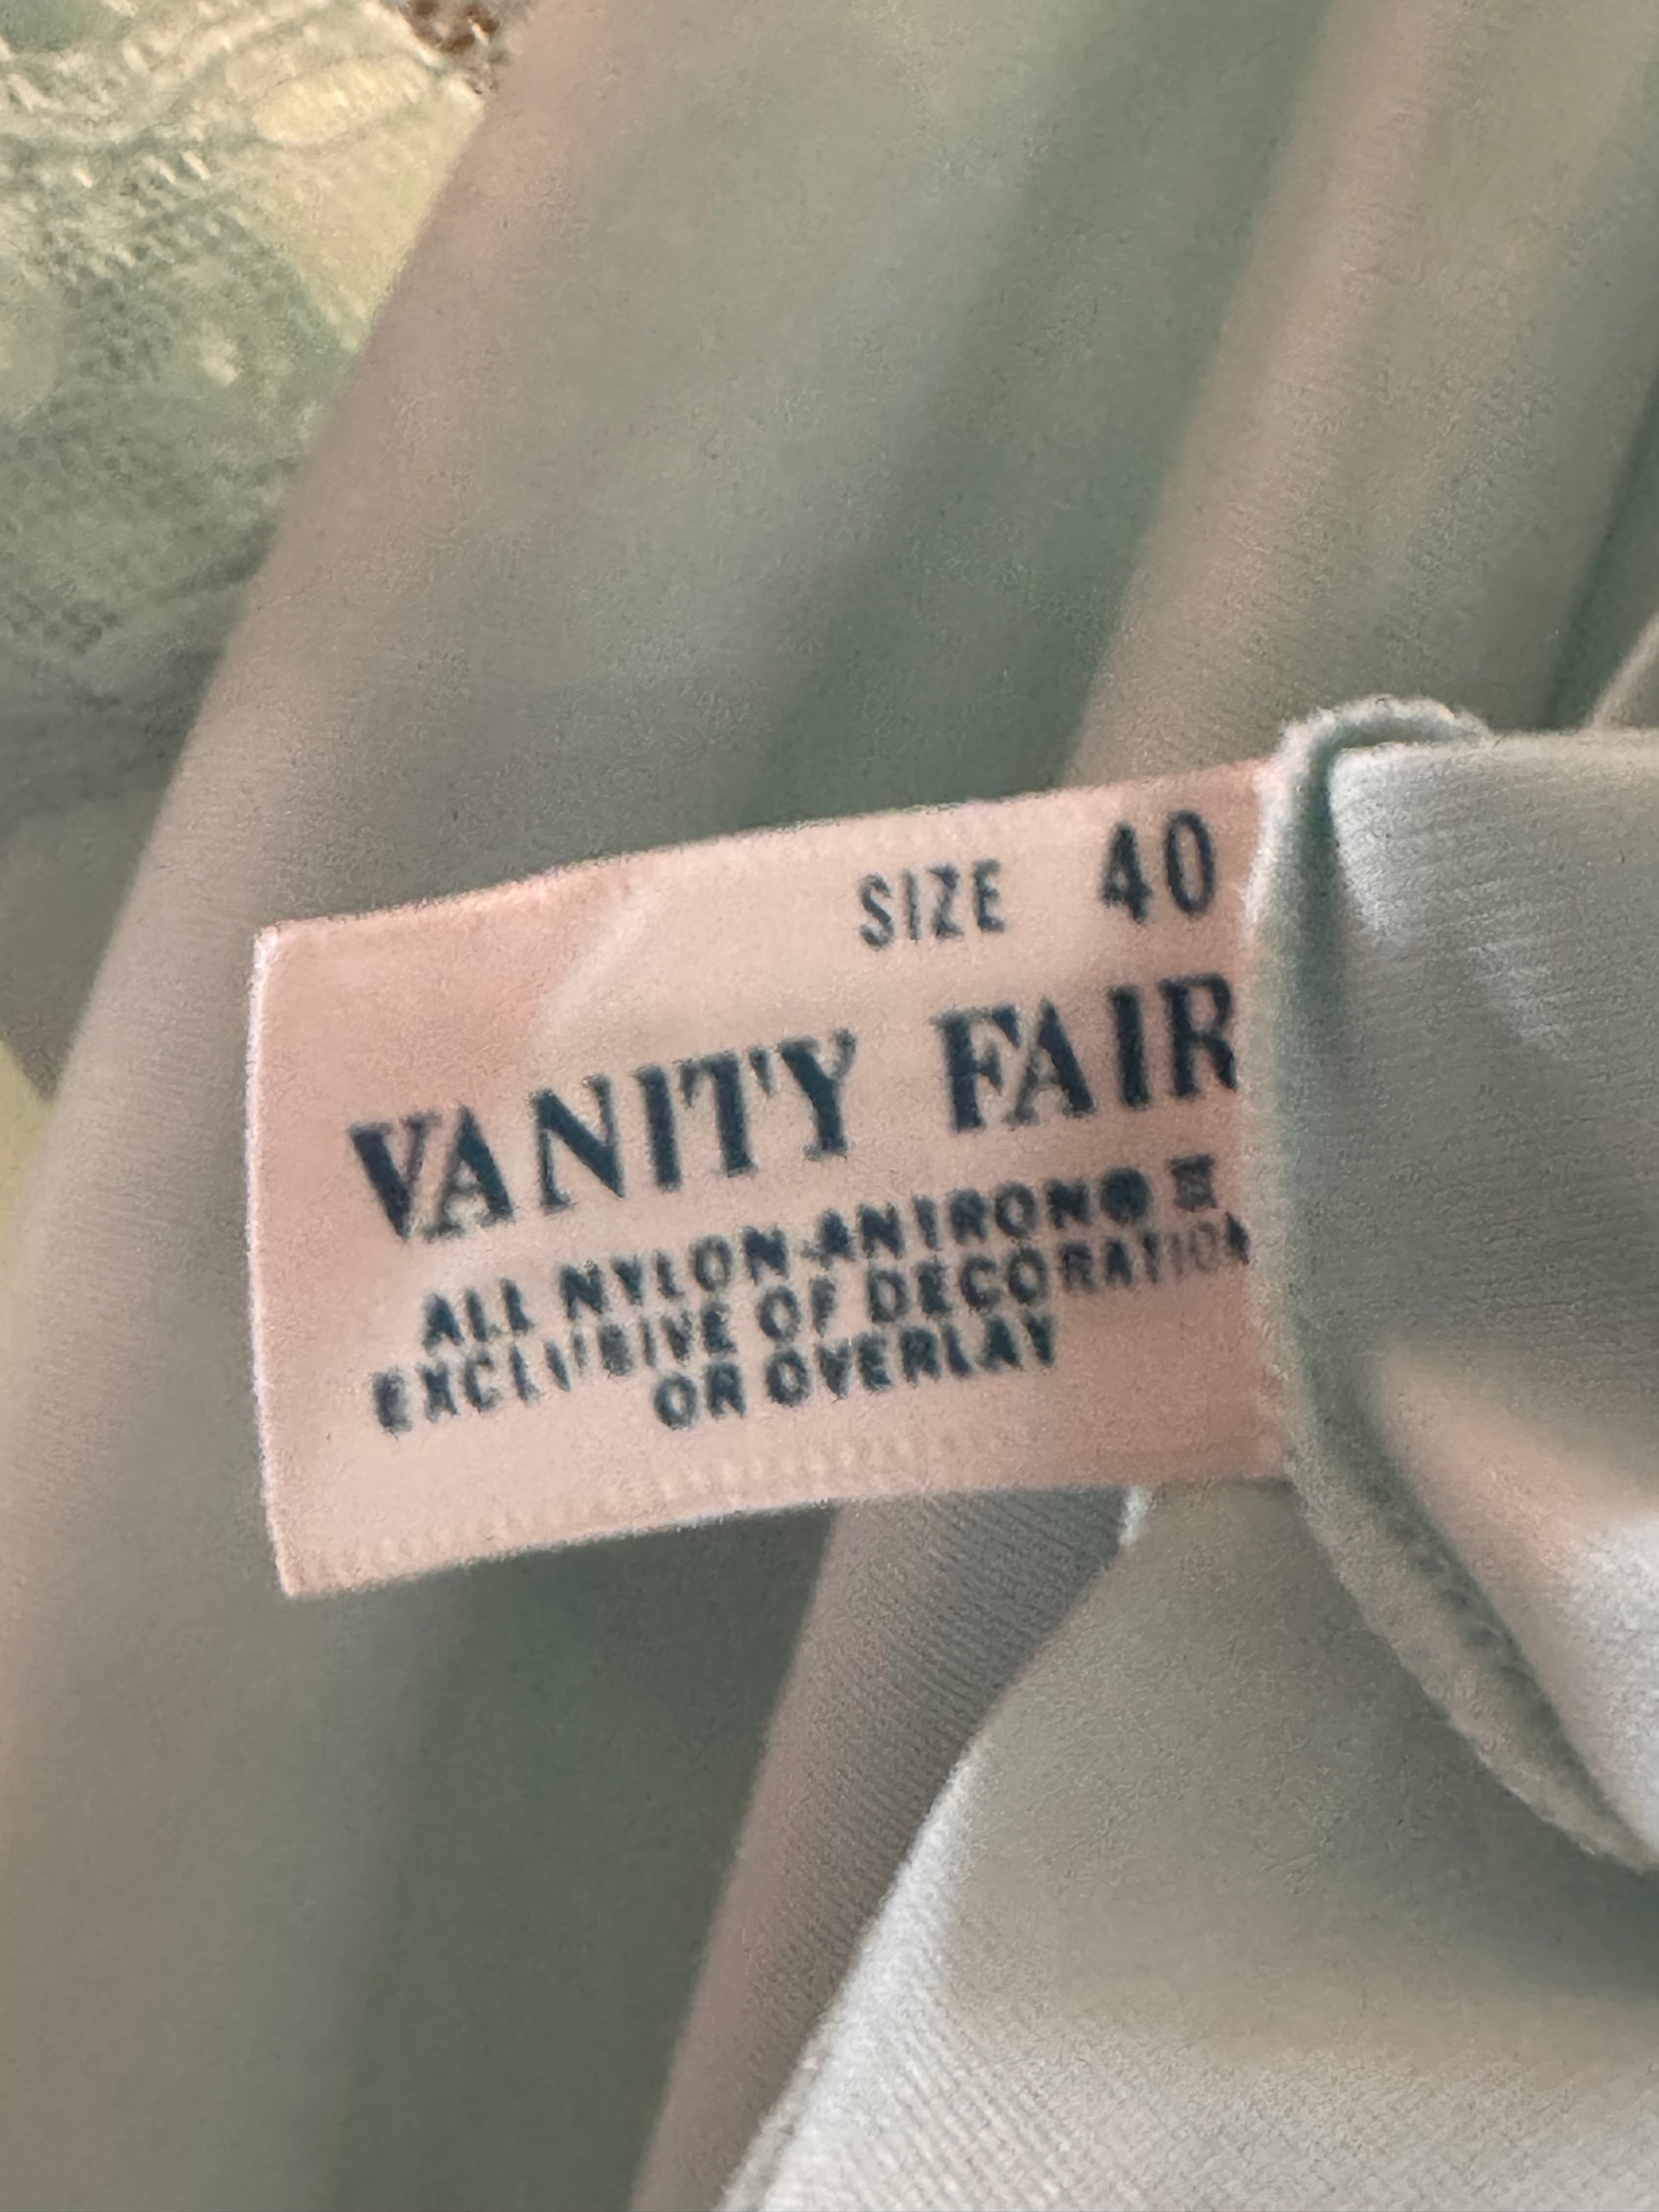 SIZE 40
VANITY FAIR
ALL NYLON-ANTRON® III
EXCLUSIVE OF DECORATION
OR OVERLAY